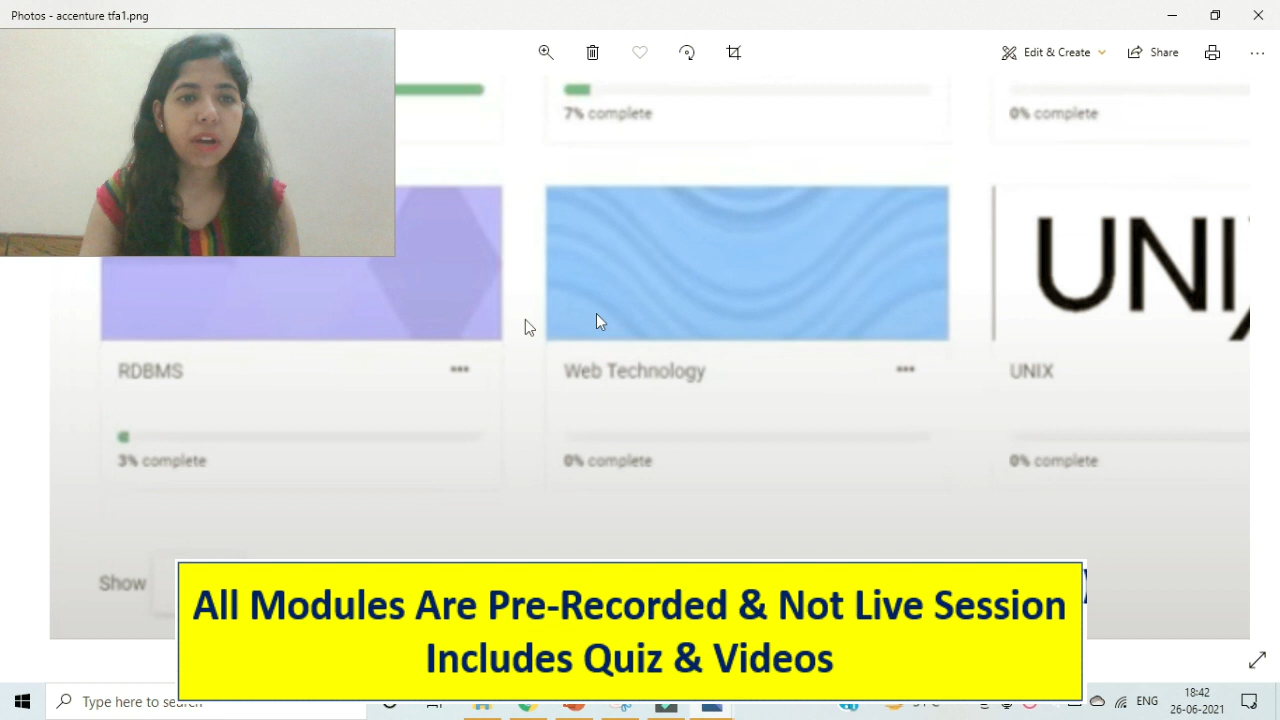 Photos - accenture tfa1.png
Edit & Create
Share
7% complete
0% complete
UNI
RDBMS
Web Technology
UNIX
3% complete
0% complete
0% complete
Show
All Modules Are Pre-Recorded & Not Live Session
Includes Quiz & Videos
Type here to
ENG
18:42
26-06-2021